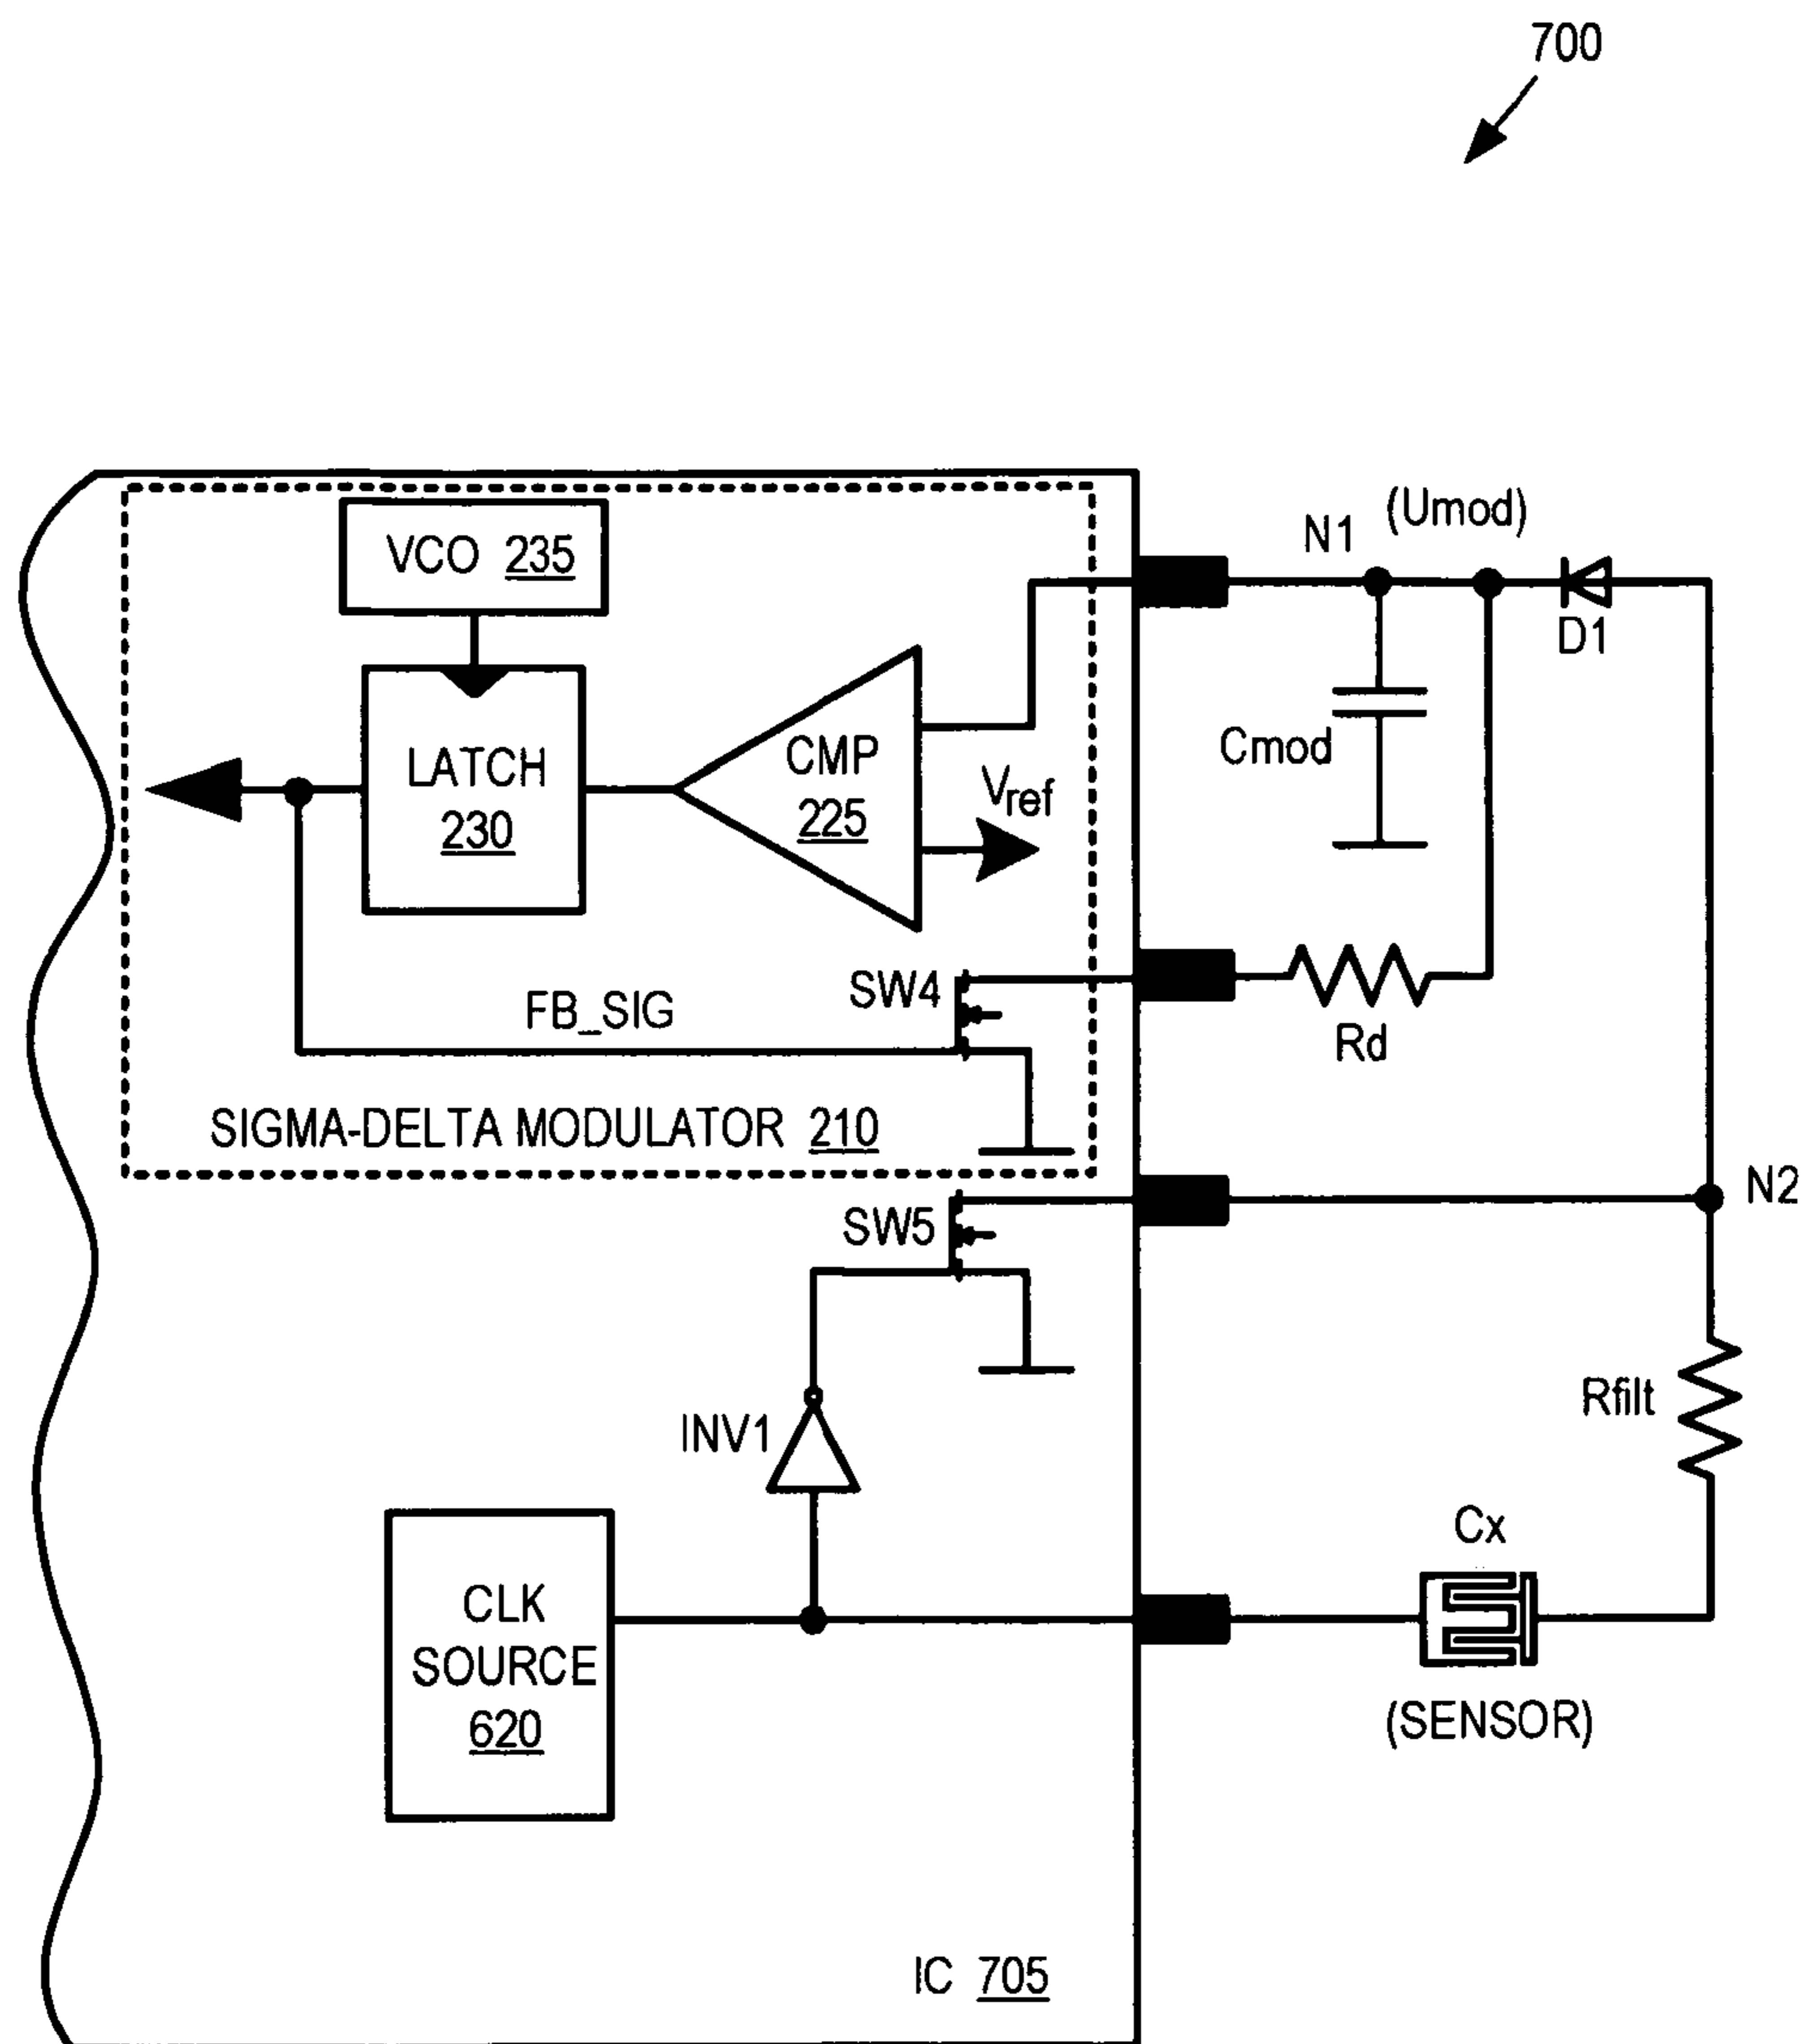 700
(Umod)
N1
VCO 235
D1
CMP
225
Vref
Cmod
LATCH
230
SW4
FB_SIG
Rd
SIGMA-DELTA MODULATOR 210
N2
SW5
Rfilt
INV1
Cx
CLK
SOURCE
620
(SENSOR)
IC 705